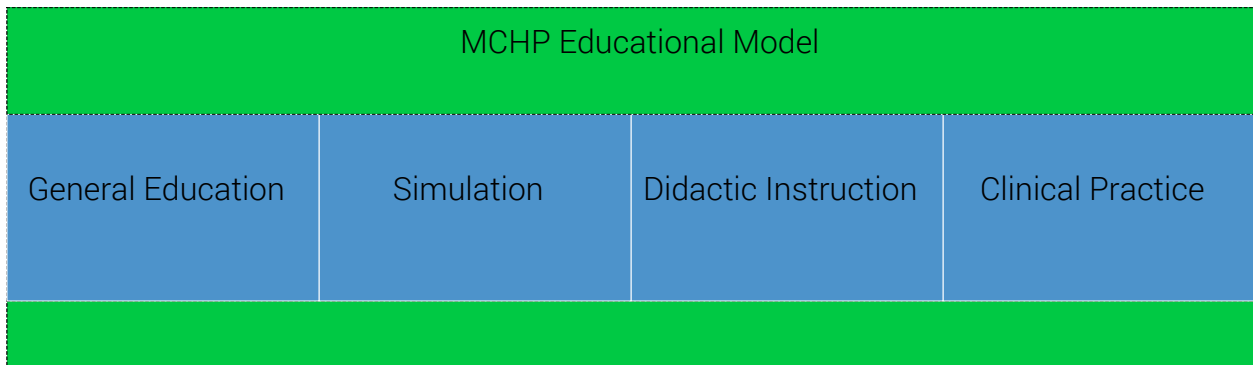 MCHP Educational Model
General Education
Simulation
Didactic Instruction
Clinical Practice